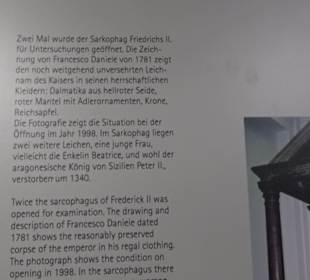 Zwei Mal wurde der Sarkophag Friedrichs II.
für Untersuchungen geöffnet. Die Zeich-
nung von Francesco Daniele von 1781 zeigt
den noch weitgehend unversehrten Leich-
nam des Kaisers in seinen herrschaftlichen
Kleidern: Dalmatika aus hellroter Seide,
roter Mantel mit Adlerornamenten, Krone,
Reichsapfel.
Die Fotografie zeigt die Situation bei der
Öffnung im Jahr 1998. Im Sarkophag liegen
zwei weitere Leichen, eine junge Frau,
vielleicht die Enkelin Beatrice, und wohl der
aragonesische König von Sizilien Peter II.,
verstorben um 1340.
Twice the sarcophagus of Frederick II was
opened for examination. The drawing and
description of Francesco Daniele dated
1781 shows the reasonably preserved
corpse of the emperor in his regal clothing.
The photograph shows the condition on
opening in 1998. In the sarcophagus there